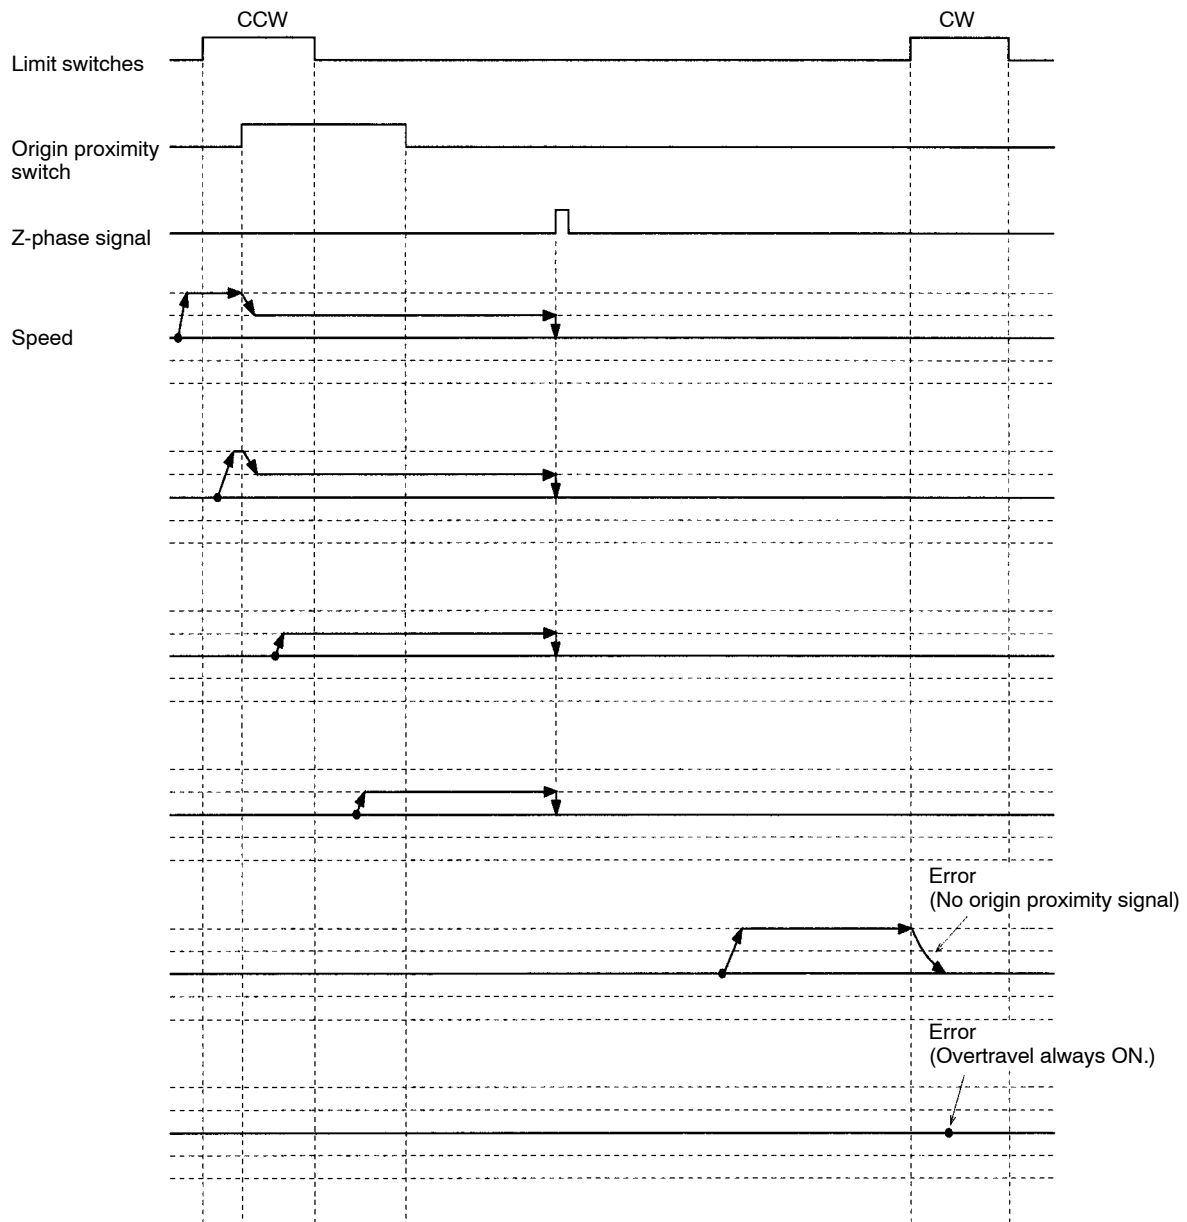 CCW
CW
Limit switches
Origin proximity
switch
Z-phase signal
Speed
Error
(No origin proximity signal)
Error
(Overtravel always ON.)